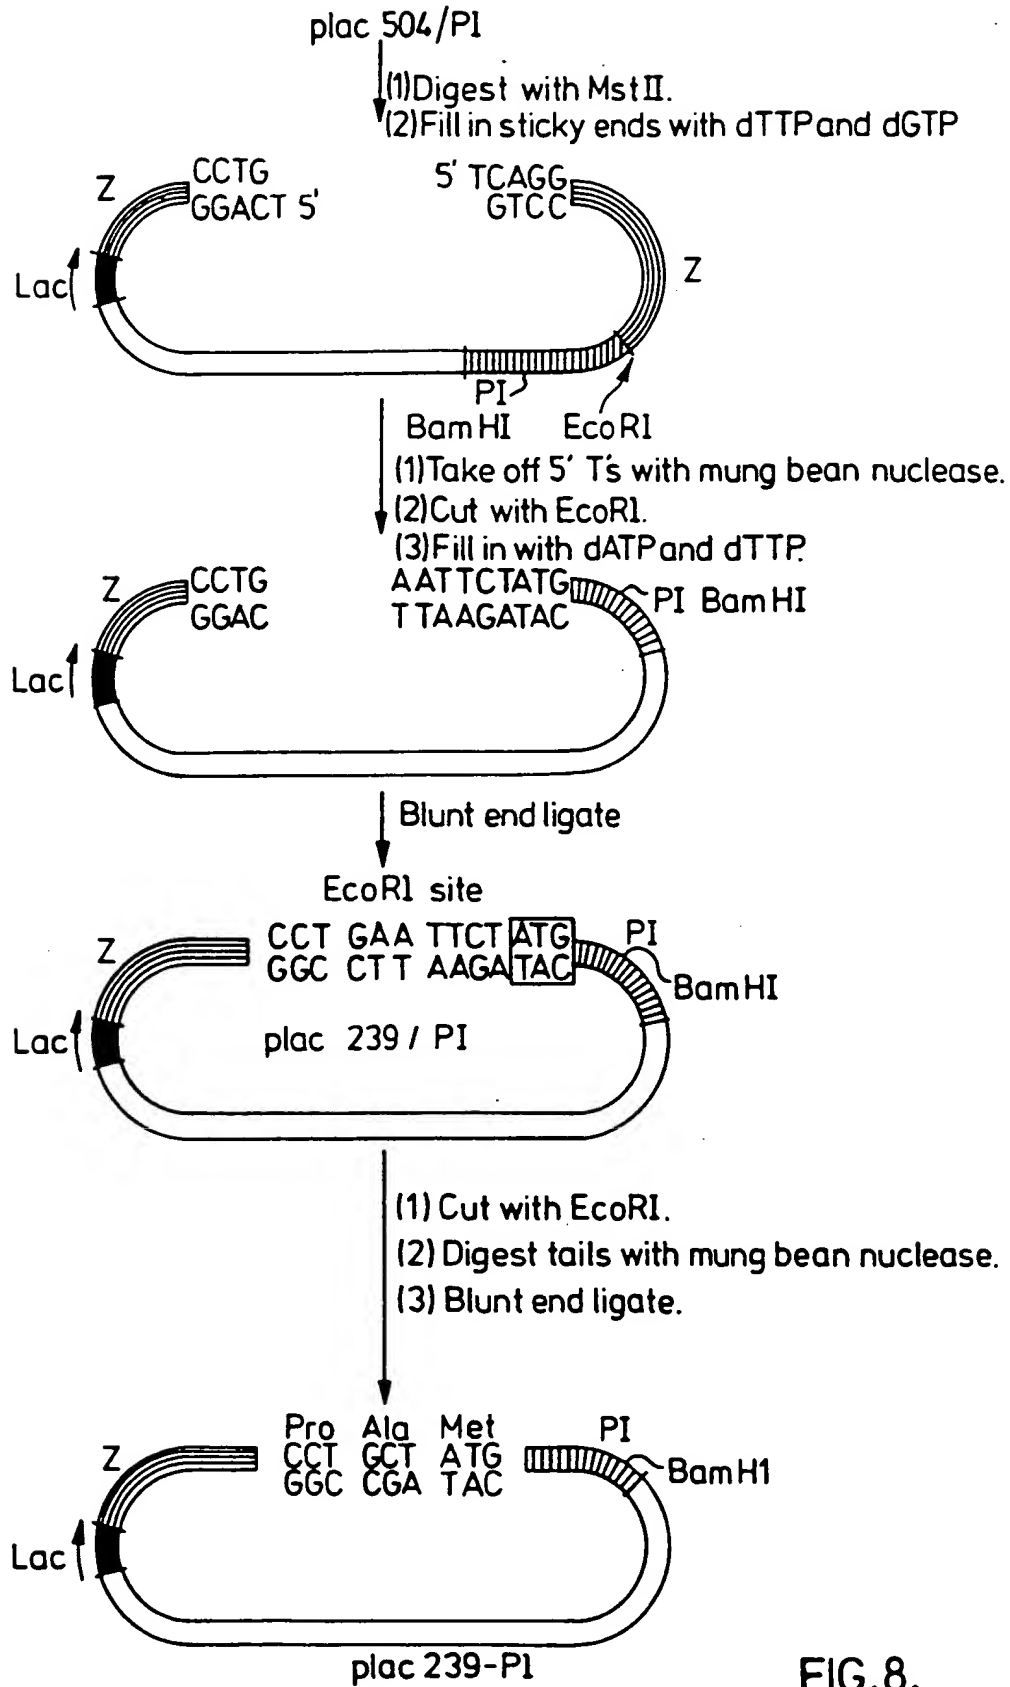 plac 504/PI
(1)Digest with MstII.
(2)Fill in sticky ends with dTTP and dGTP
Z
CCTG
GGACT 5'
5' TCAGG
GTCC
Z
Lac
PI
BamHI EcoR1
(1)Take off 5' T's with mung bean nuclease.
(2)Cut with EcoR1.
(3)Fill in with dATP and dTTP.
Z
CCTG
GGAC
AATTCTATG
TTAAGATAC
PI BamHI
Lac
Blunt end ligate
EcoR1 site
Z
CCT GAA TTCT ATG
GGC CTT AAGA TAC
PI
BamHI
Lac
plac 239 / PI
(1) Cut with EcoRI.
(2) Digest tails with mung bean nuclease.
(3) Blunt end ligate.
Pro Ala Met
Z
CCT GCT ATG
GGC CGA TAC
PI
BamH1
Lac
plac 239-P1
FIG.8.